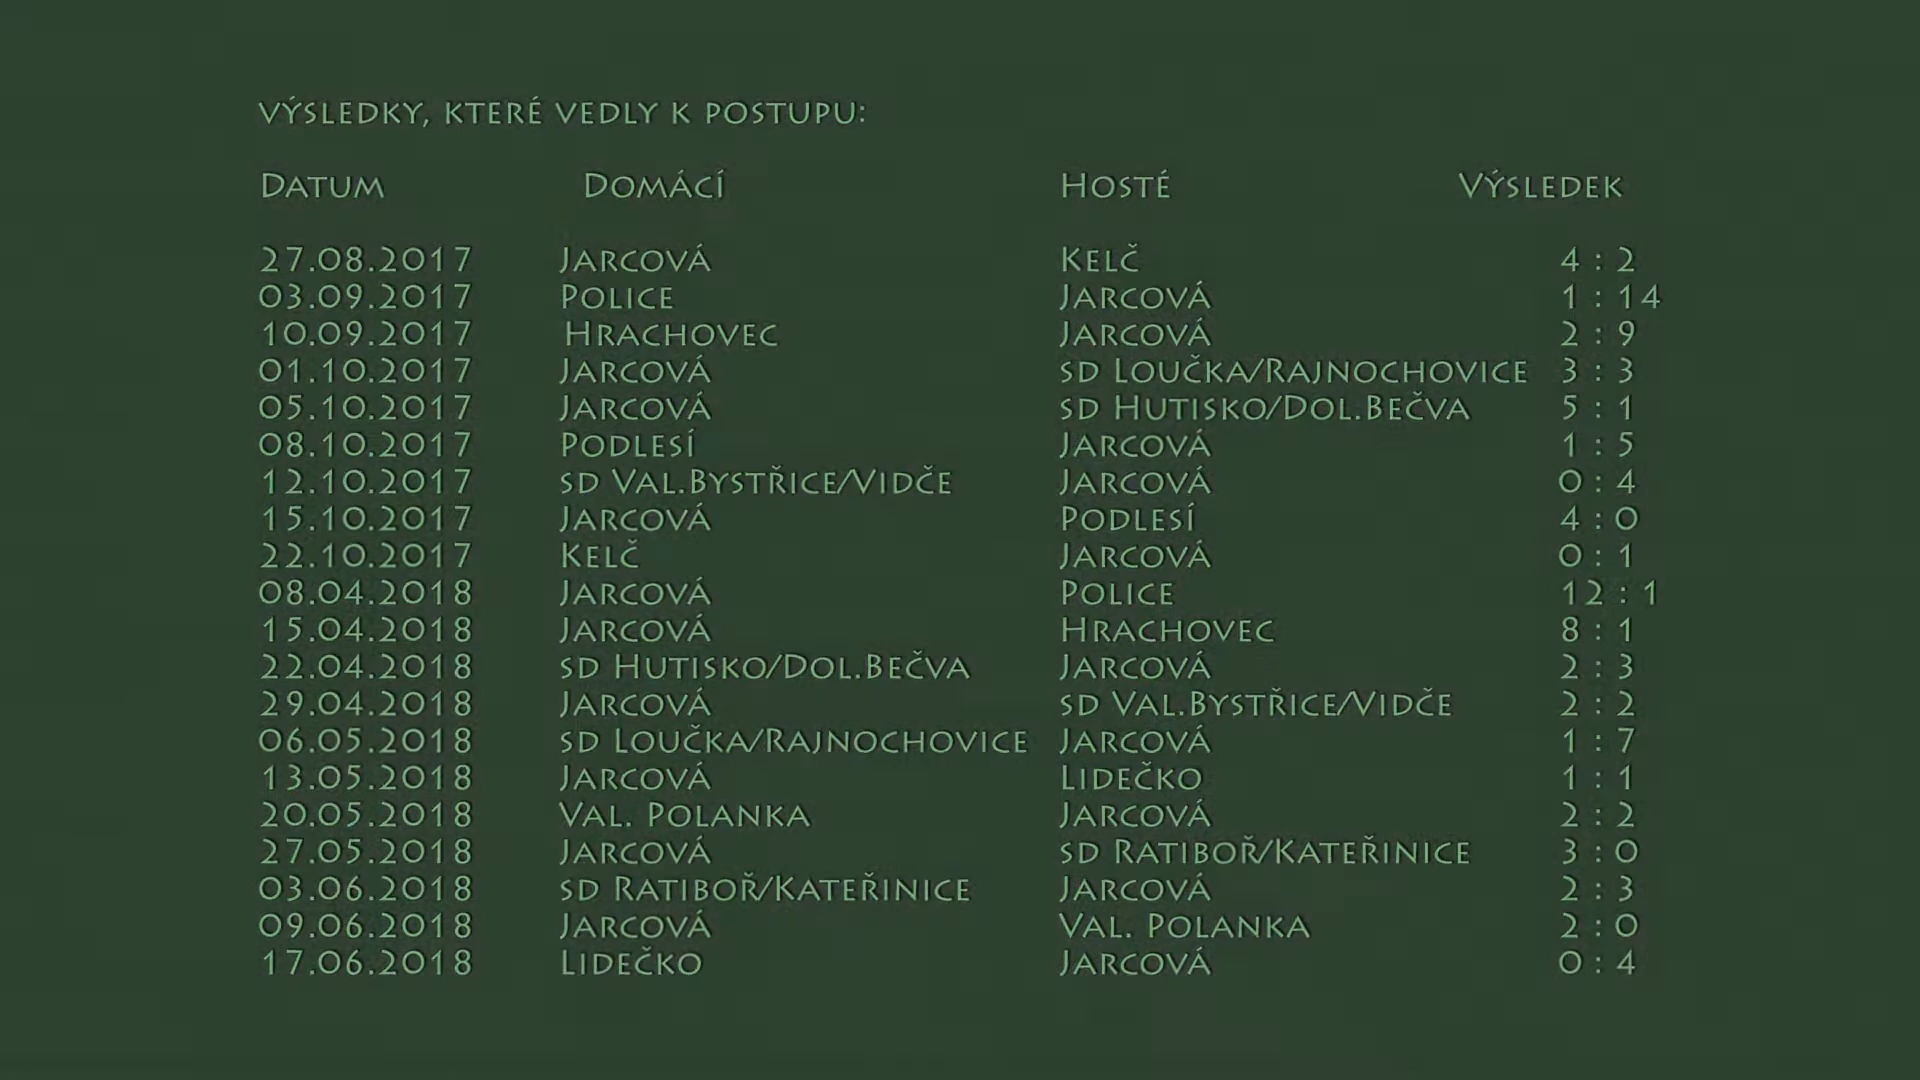 VÝSLEDKY, KTERÉ VEDLY K POSTUPU:
DATUM DOMÁCÍ HOSTÉ VÝSLEDEK
27.08.2017 JARCOVÁ KELČ 4 : 2
03.09.2017 POLICE JARCOVÁ 1 : 14
10.09.2017 HRACHOVEC JARCOVÁ 2 : 9
01.10.2017 JARCOVÁ SD LOUČKA/RAJNOCHOVICE 3 : 3
05.10.2017 JARCOVÁ SD HUTISKO/DOL.BEČVA 5 : 1
08.10.2017 PODLESÍ JARCOVÁ 1 : 5
12.10.2017 SD VAL.BYSTŘICE/VIDČE JARCOVÁ 0 : 4
15.10.2017 JARCOVÁ PODLESÍ 4 : 0
22.10.2017 KELČ JARCOVÁ 0 : 1
08.04.2018 JARCOVÁ POLICE 12 : 1
15.04.2018 JARCOVÁ HRACHOVEC 8 : 1
22.04.2018 SD HUTISKO/DOL.BEČVA JARCOVÁ 2 : 3
29.04.2018 JARCOVÁ SD VAL.BYSTŘICE/VIDČE 2 : 2
06.05.2018 SD LOUČKA/RAJNOCHOVICE JARCOVÁ 1 : 7
13.05.2018 JARCOVÁ LIDEČKO 1 : 1
20.05.2018 VAL. POLANKA JARCOVÁ 2 : 2
27.05.2018 JARCOVÁ SD RATIBOŘ/KATEŘINICE 3 : 0
03.06.2018 SD RATIBOŘ/KATEŘINICE JARCOVÁ 2 : 3
09.06.2018 JARCOVÁ VAL. POLANKA 2 : 0
17.06.2018 LIDEČKO JARCOVÁ 0 : 4